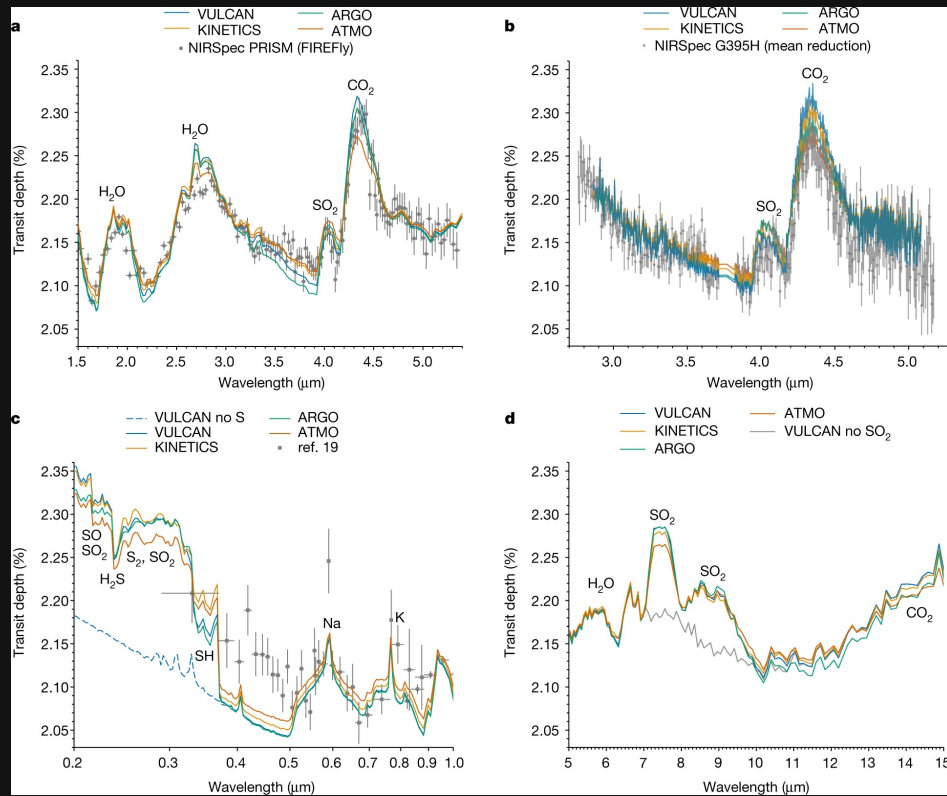 a
VULCAN ARGO
KINETICS ATMO
NIRSpec PRISM (FIREFly)
CO2
H2O
H2O
SO2
2.35
2.30
2.25
2.20
2.15
2.10
2.05
Transit depth (%)
1.5 2.0 2.5 3.0 3.5 4.0 4.5 5.0
Wavelength (μm)
b
VULCAN ARGO
KINETICS ATMO
NIRSpec G395H (mean reduction)
CO2
SO2
2.35
2.30
2.25
2.20
2.15
2.10
2.05
Transit depth (%)
3.0 3.5 4.0 4.5 5.0
Wavelength (μm)
c
VULCAN no S ARGO
VULCAN ATMO
KINETICS ref. 19
SO
SO2
S2, SO2
H2S
SH
Na
K
2.35
2.30
2.25
2.20
2.15
2.10
2.05
Transit depth (%)
0.2 0.3 0.4 0.5 0.6 0.7 0.8 0.9 1.0
Wavelength (μm)
d
VULCAN ATMO
KINETICS VULCAN no SO2
ARGO
SO2
H2O
SO2
CO2
2.35
2.30
2.25
2.20
2.15
2.10
2.05
Transit depth (%)
5 6 7 8 9 10 11 12 13 14 15
Wavelength (μm)